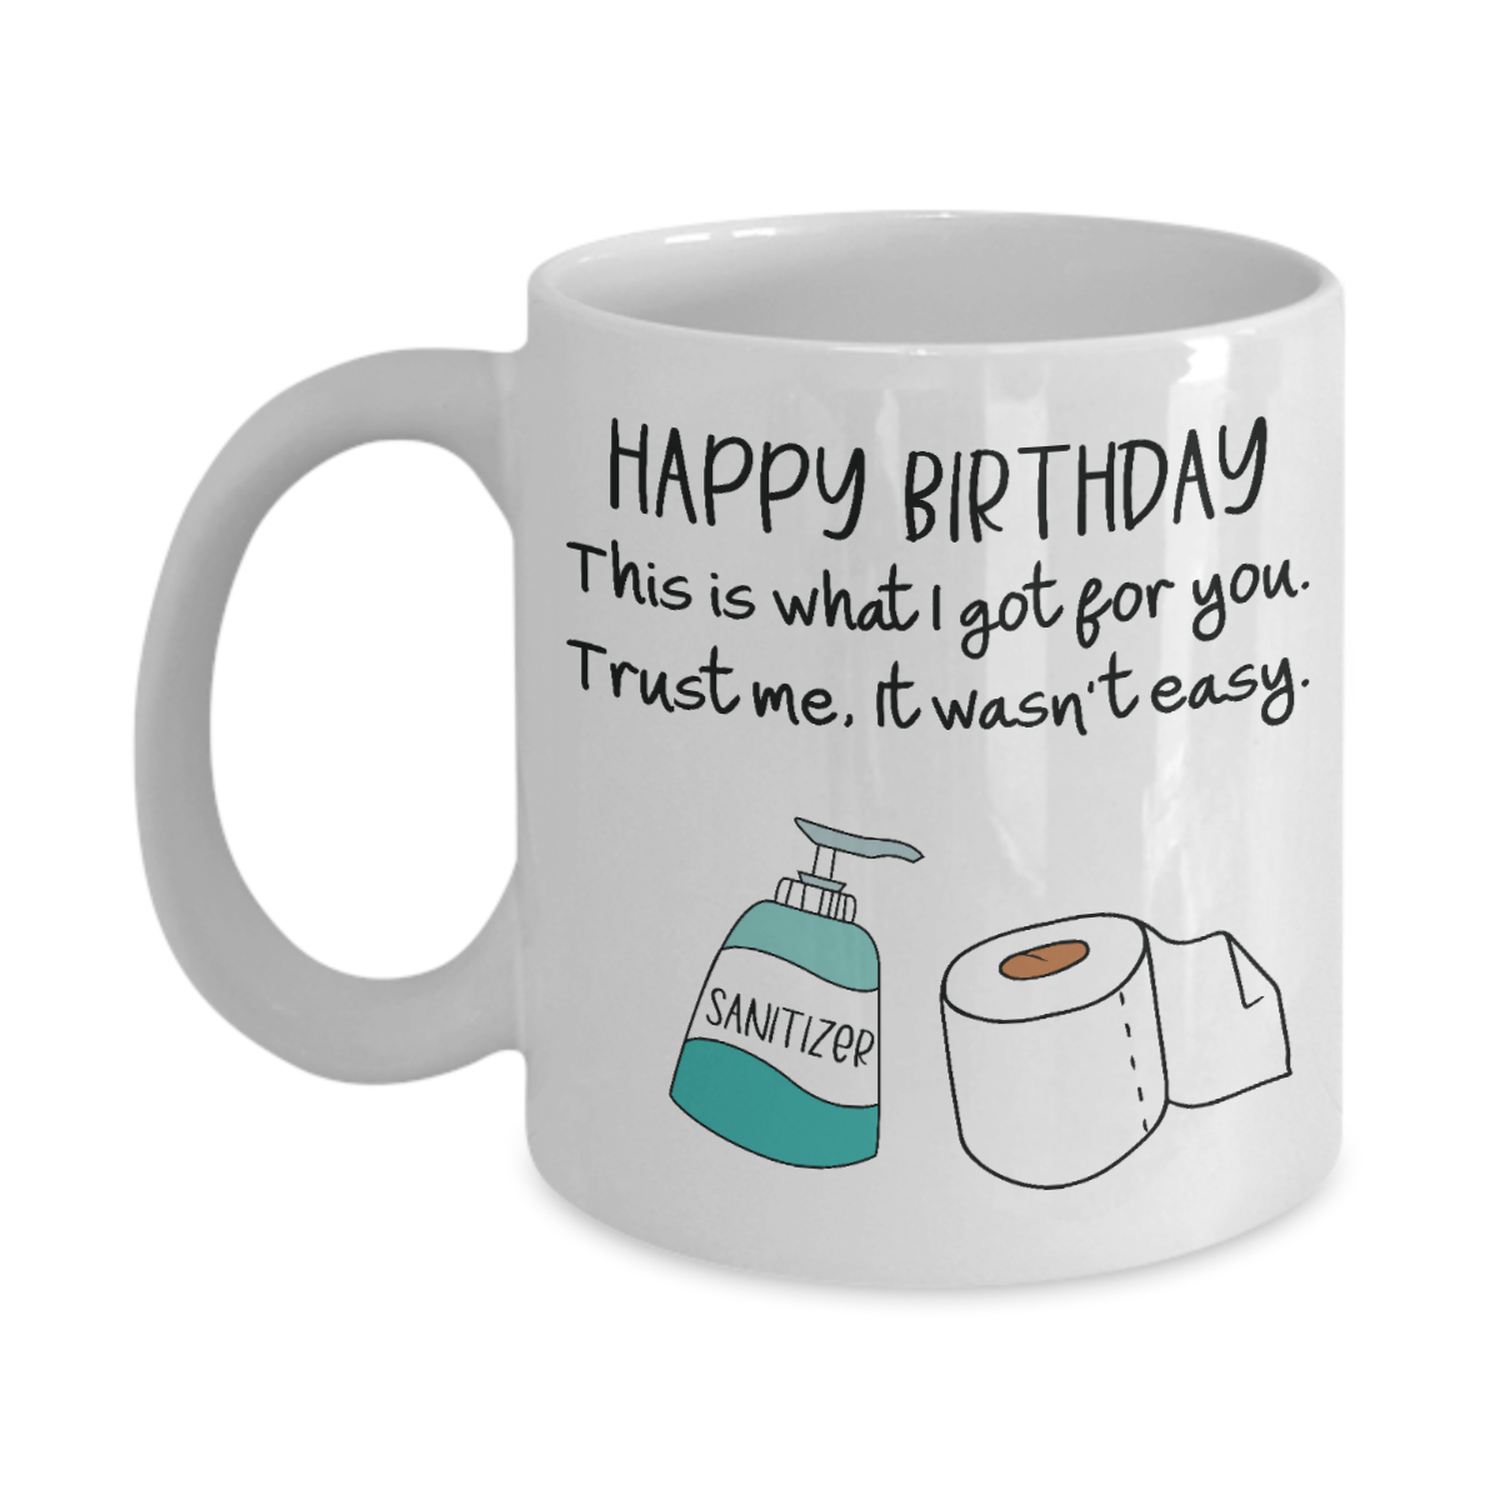 HAPPY BIRTHDAY
This is what I got for you.
Trust me, It wasn't easy.
SANITIZER